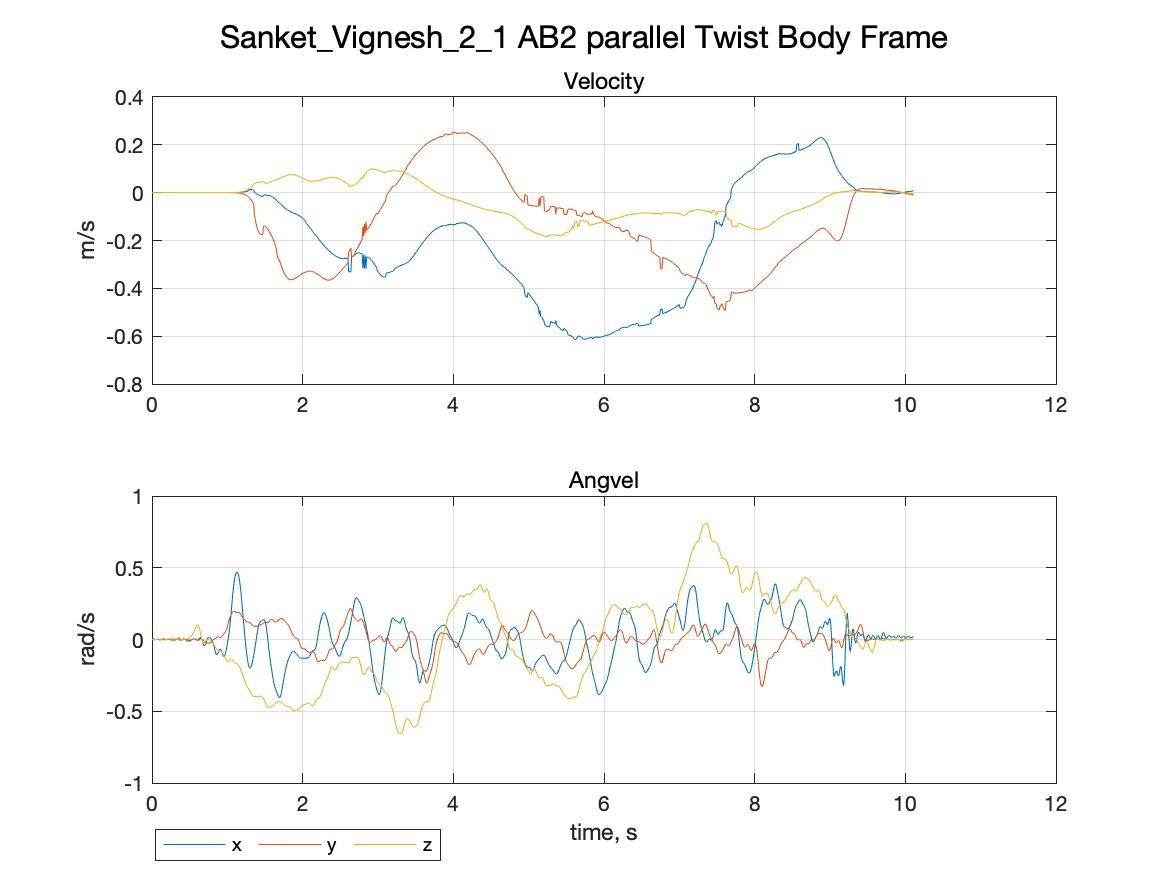 Sanket_Vignesh_2_1 AB2 parallel Twist Body Frame
Velocity
0.4
0.2
0
-0.2
-0.4
-0.6
-0.8
m/s
0 2 4 6 8 10 12
Angvel
1
0.5
0
-0.5
-1
rad/s
0 2 4 6 8 10 12
time, s
x y z